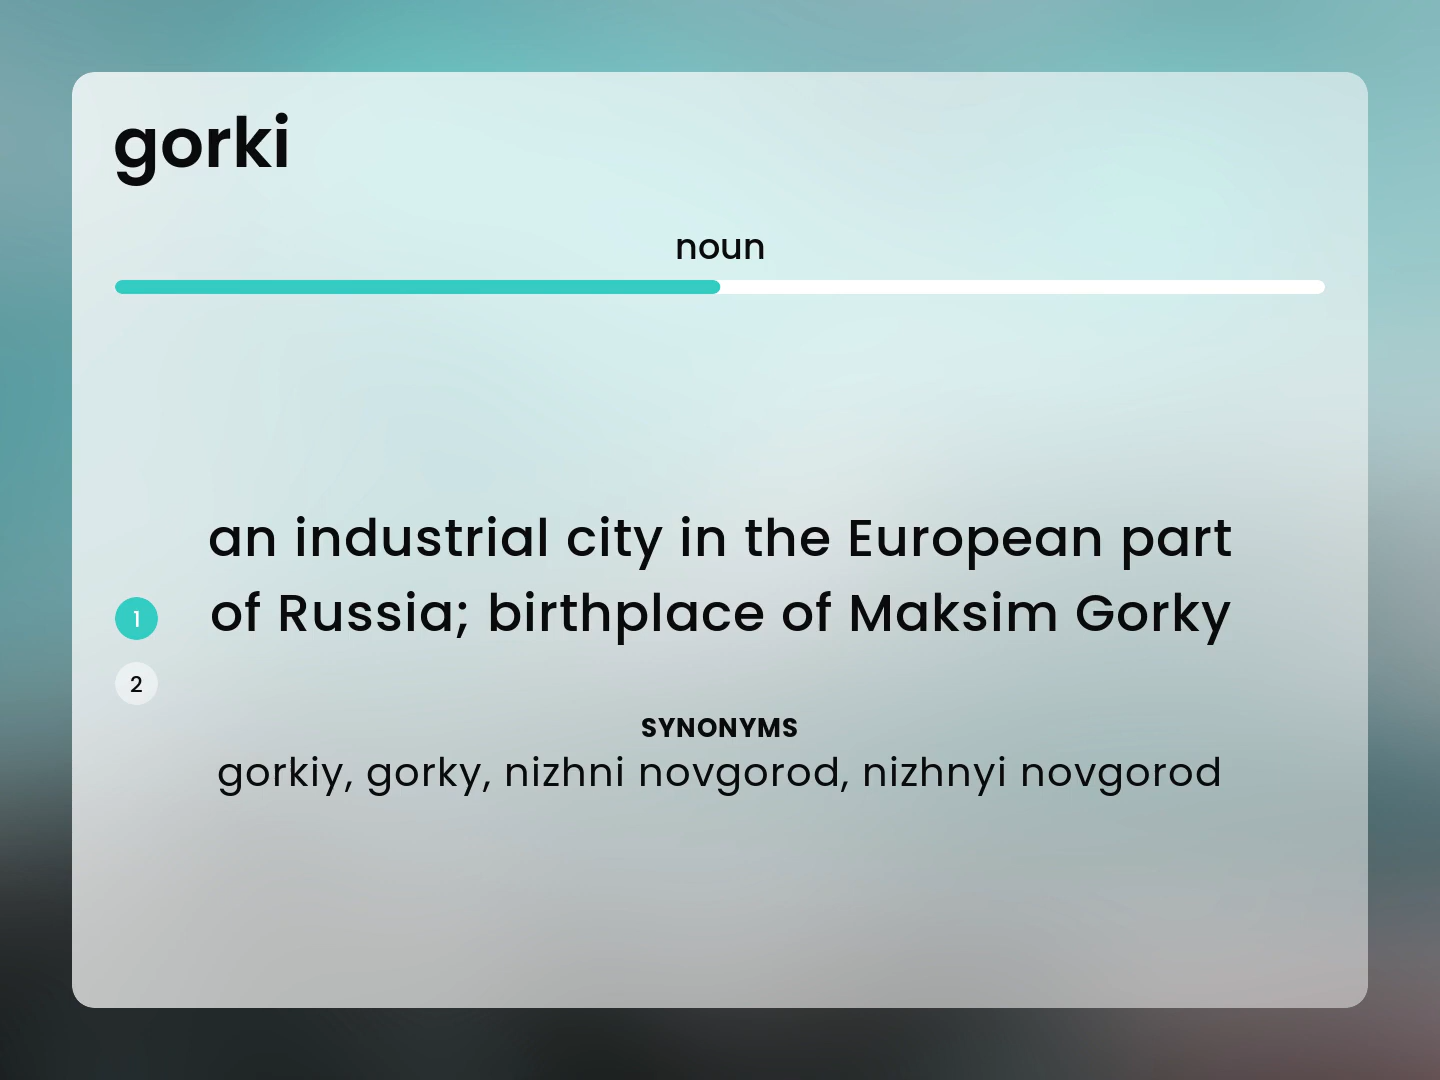 gorki
noun
an industrial city in the European part
1 of Russia; birthplace of Maksim Gorky
2
SYNONYMS
gorkiy, gorky, nizhni novgorod, nizhnyi novgorod